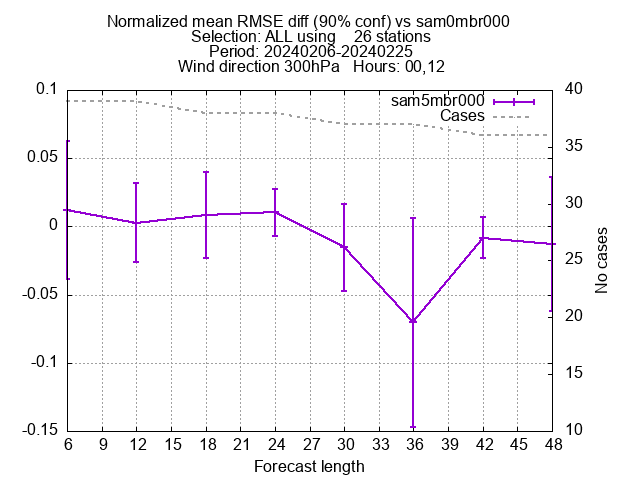 Normalized mean RMSE diff (90% conf) vs sam0mbr000
Selection: ALL using    26 stations
Period: 20240206-20240225
Wind direction 300hPa   Hours: 00,12
sam5mbr000
Cases
0.1
0.05
0
-0.05
-0.1
-0.15
40
35
30
25
20
15
10
No cases
6 9 12 15 18 21 24 27 30 33 36 39 42 45 48
Forecast length